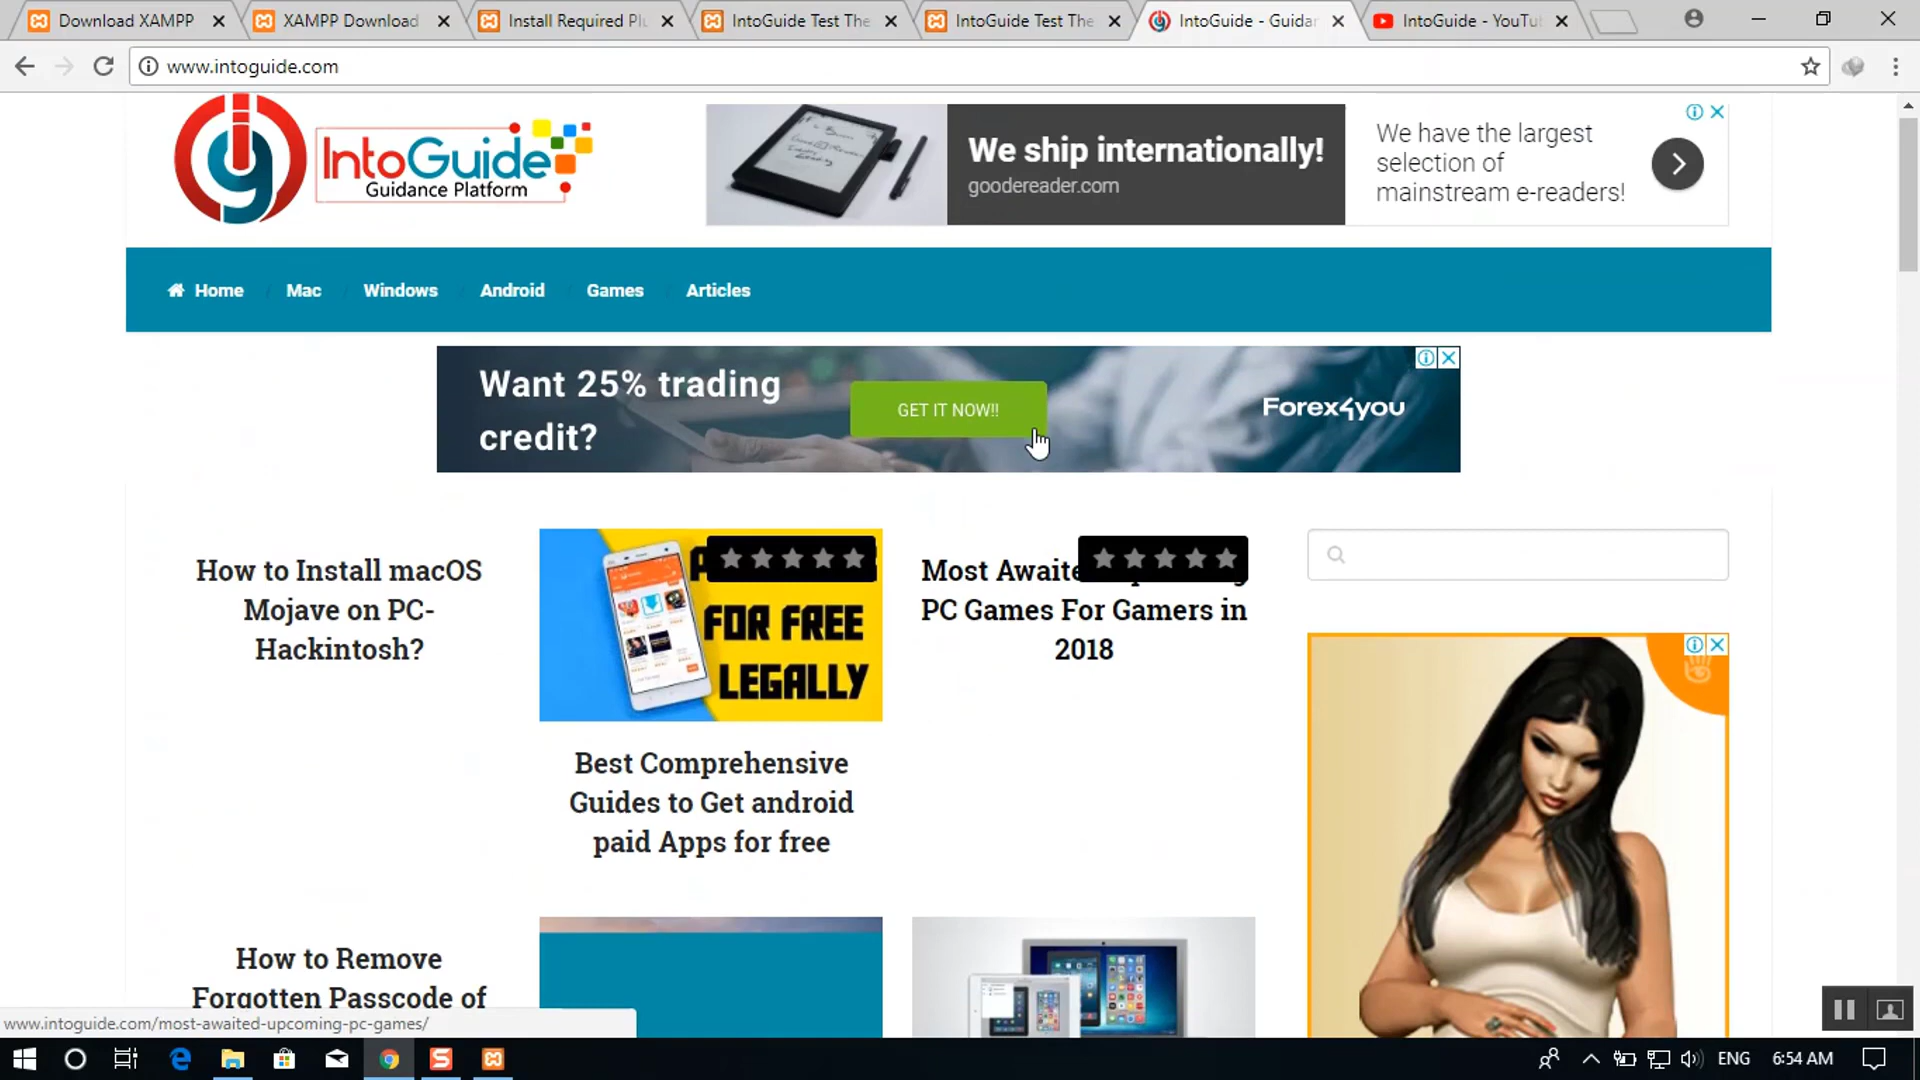 Download XAMPP
XAMPP Download
Install Required Plu
IntoGuide Test The
IntoGuide Test The
IntoGuide - Guidan
IntoGuide - YouTu
www.intoguide.com
IntoGuide
Guidance Platform
We ship internationally!
goodereader.com
We have the largest
selection of
mainstream e-readers!
Home
Mac
Windows
Android
Games
Articles
Want 25% trading
credit?
GET IT NOW!!
Forex4you
How to Install macOS
Mojave on PC-
Hackintosh?
FOR FREE
LEGALLY
Best Comprehensive
Guides to Get android
paid Apps for free
Most Awaite
PC Games For Gamers in
2018
How to Remove
Forgotten Passcode of
www.intoguide.com/most-awaited-upcoming-pc-games/
ENG
6:54 AM